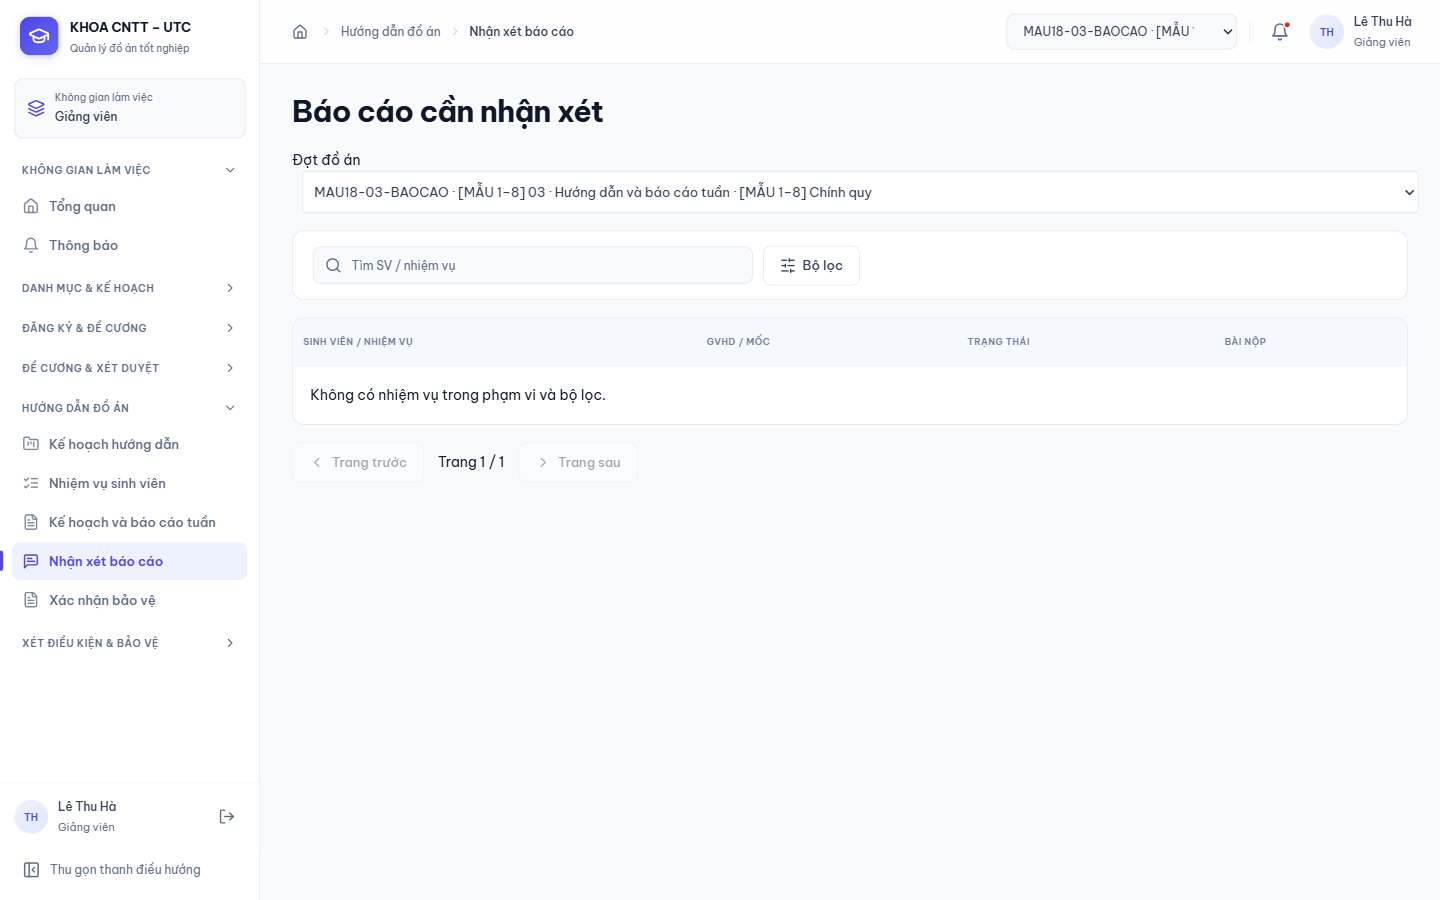 KHOA CNTT – UTC
Quản lý đồ án tốt nghiệp
Không gian làm việc
Giảng viên
KHÔNG GIAN LÀM VIỆC
Tổng quan
Thông báo
DANH MỤC & KẾ HOẠCH
ĐĂNG KÝ & ĐỀ CƯƠNG
ĐỀ CƯƠNG & XÉT DUYỆT
HƯỚNG DẪN ĐỒ ÁN
Kế hoạch hướng dẫn
Nhiệm vụ sinh viên
Kế hoạch và báo cáo tuần
Nhận xét báo cáo
Xác nhận bảo vệ
XÉT ĐIỀU KIỆN & BẢO VỆ
TH
Lê Thu Hà
Giảng viên
Thu gọn thanh điều hướng
Hướng dẫn đồ án
Nhận xét báo cáo
MAU18-03-BAOCAO · [MẪU
TH
Lê Thu Hà
Giảng viên
Báo cáo cần nhận xét
Đợt đồ án
MAU18-03-BAOCAO · [MẪU 1–8] 03 · Hướng dẫn và báo cáo tuần · [MẪU 1–8] Chính quy
Tìm SV / nhiệm vụ
Bộ lọc
SINH VIÊN / NHIỆM VỤ GVHD / MỐC TRẠNG THÁI BÀI NỘP
Không có nhiệm vụ trong phạm vi và bộ lọc.
Trang trước Trang 1 / 1 Trang sau